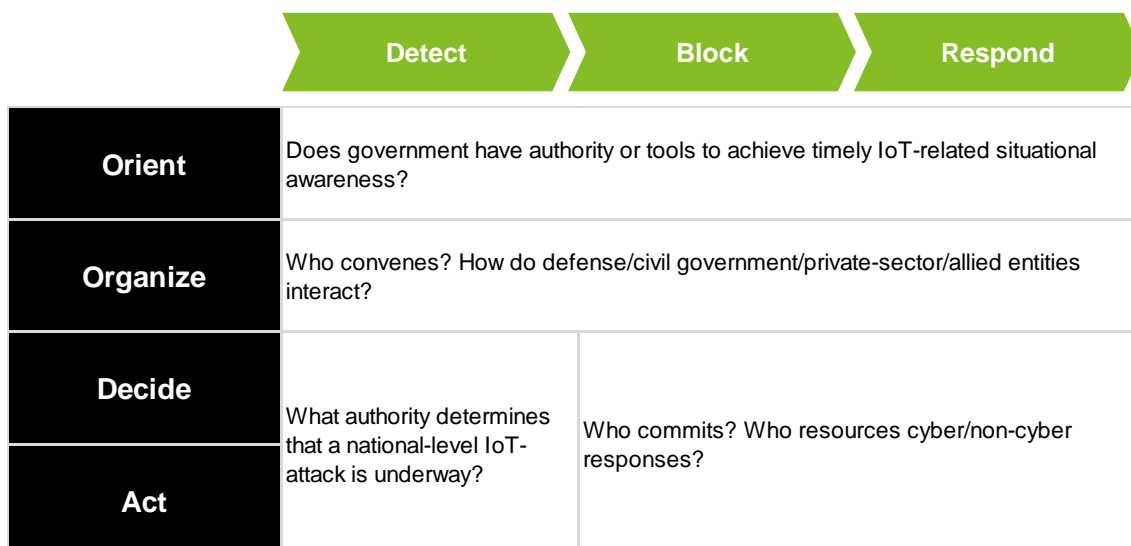 Detect
Block
Respond
Orient
Does government have authority or tools to achieve timely IoT-related situational
awareness?
Organize
Who convenes? How do defense/civil government/private-sector/allied entities
interact?
Decide
What authority determines
that a national-level IoT-
attack is underway?
Who commits? Who resources cyber/non-cyber
responses?
Act